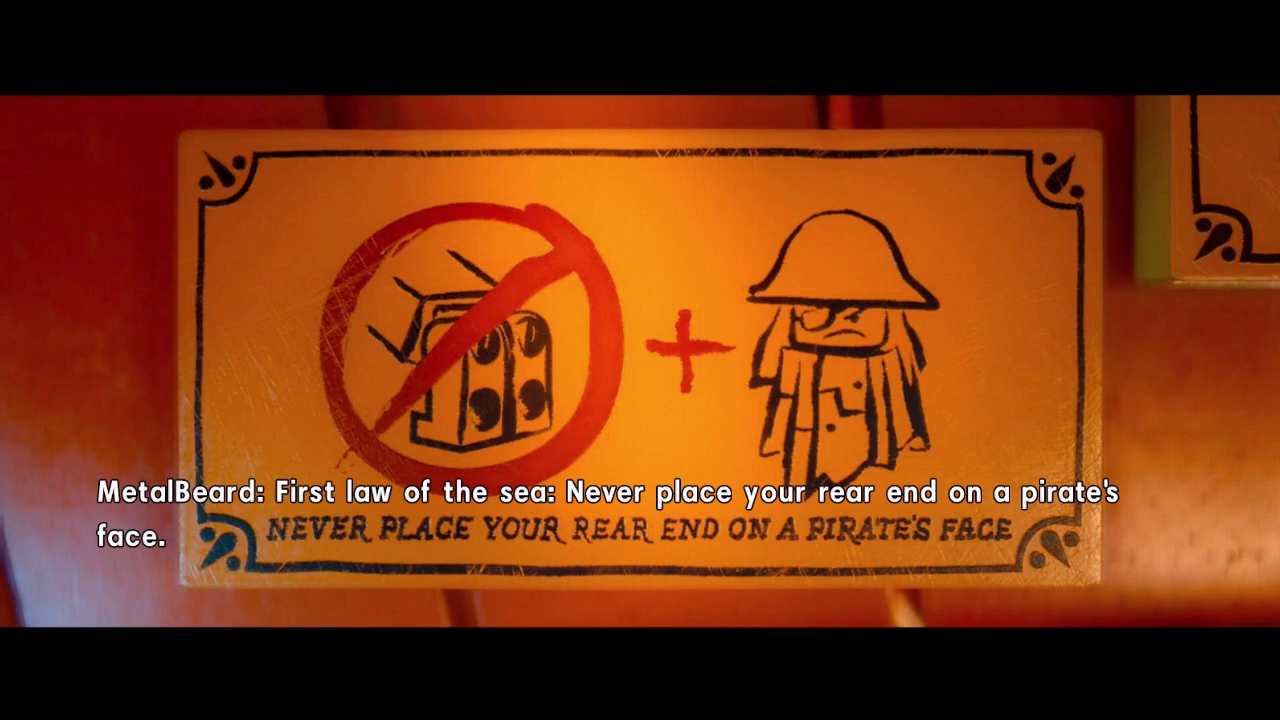 MetalBeard: First law of the sea: Never place your rear end on a pirate's
face.
NEVER PLACE YOUR REAR END ON A PIRATE'S FACE